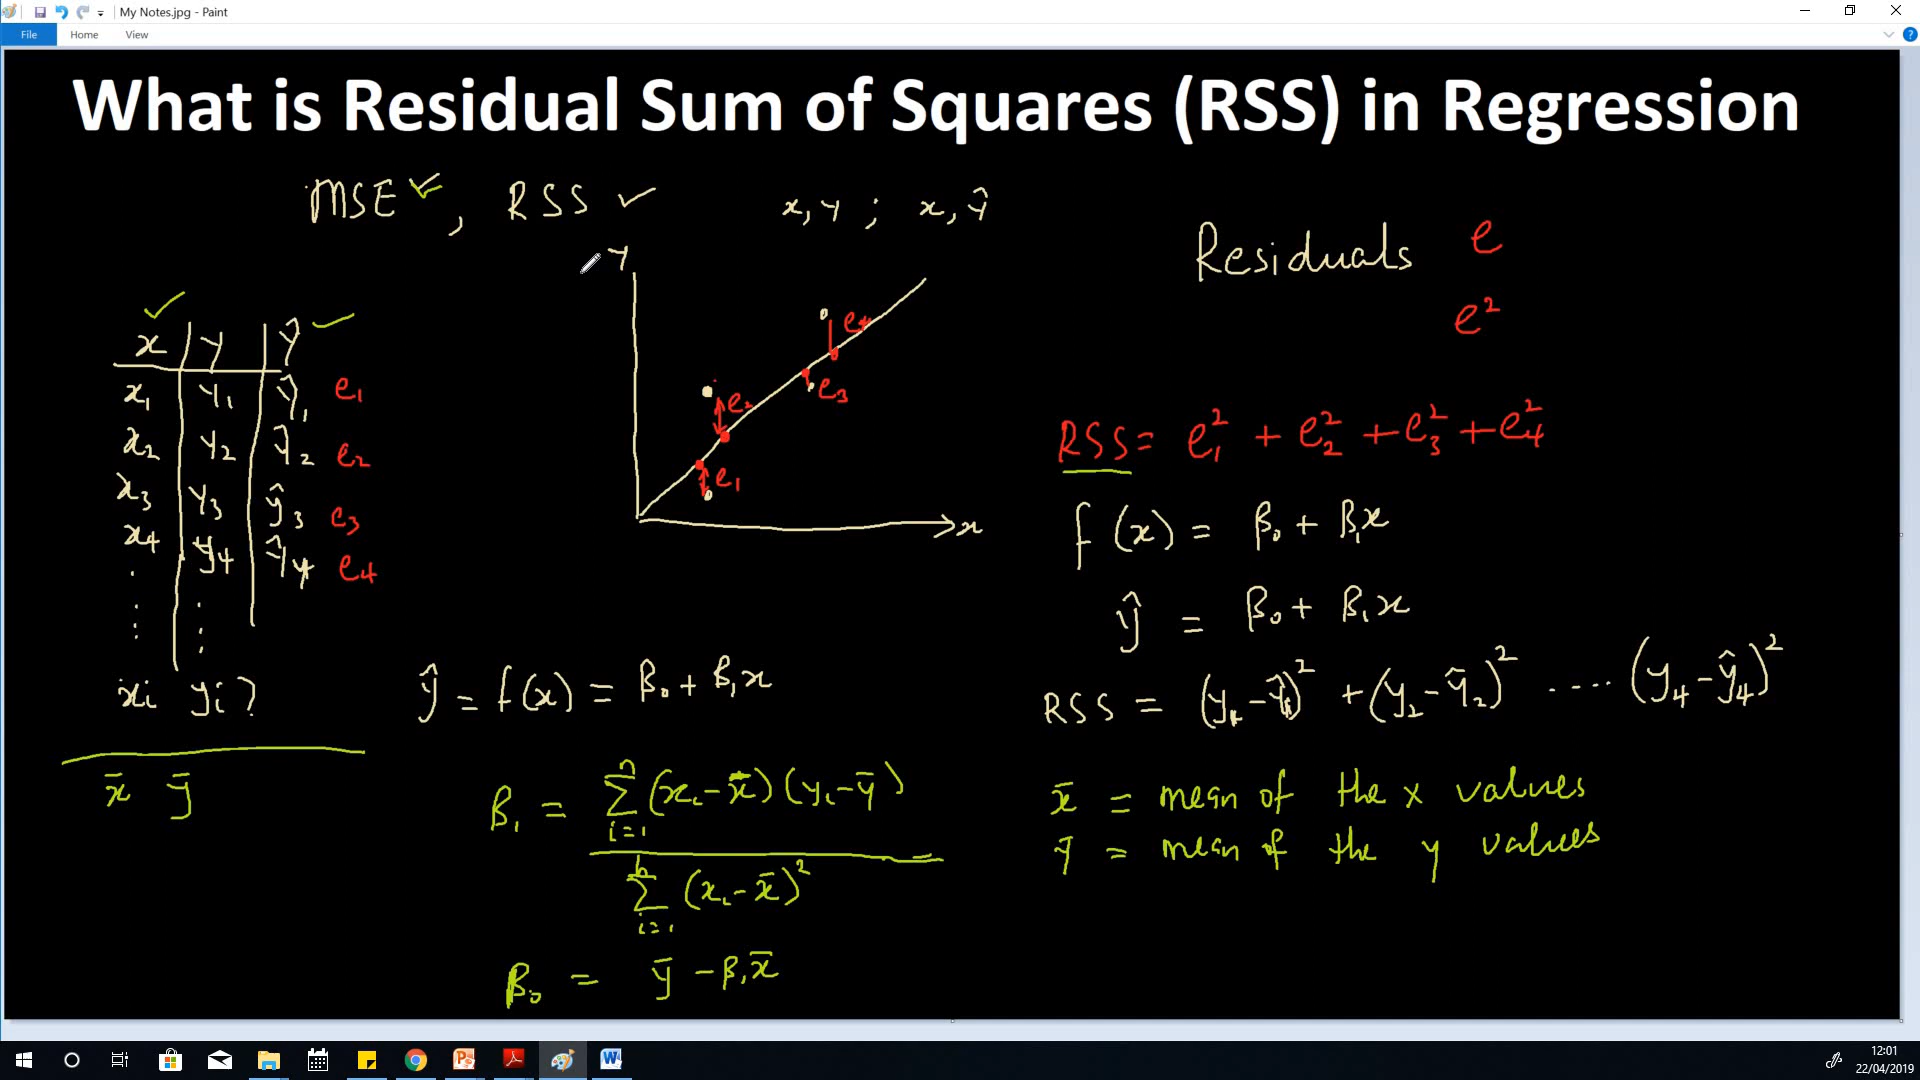 My Notes.jpg - Paint
File Home View
What is Residual Sum of Squares (RSS) in Regression
MSE ✓, RSS ✓ x, y ; x, ŷ
Residuals e
e²
y
x y ŷ
x₁ y₁ ŷ₁ e₁
x₂ y₂ ŷ₂ e₂
x₃ y₃ ŷ₃ e₃
x₄ y₄ ŷ₄ e₄
xi yi ?
x̄ ȳ
e₄
e₃
e₂
e₁
x
RSS = e₁² + e₂² + e₃² + e₄²
f(x) = β₀ + β₁x
ŷ = β₀ + β₁x
ŷ = f(x) = β₀ + β₁x
RSS = (y₁ - ŷ₁)² + (y₂ - ŷ₂)² .... (y₄ - ŷ₄)²
β₁ = Σⁿᵢ₌₁ (xᵢ - x̄)(yᵢ - ȳ) / Σⁿᵢ₌₁ (xᵢ - x̄)²
β₀ = ȳ - β₁x̄
x̄ = mean of the x values
ȳ = mean of the y values
12:01
22/04/2019